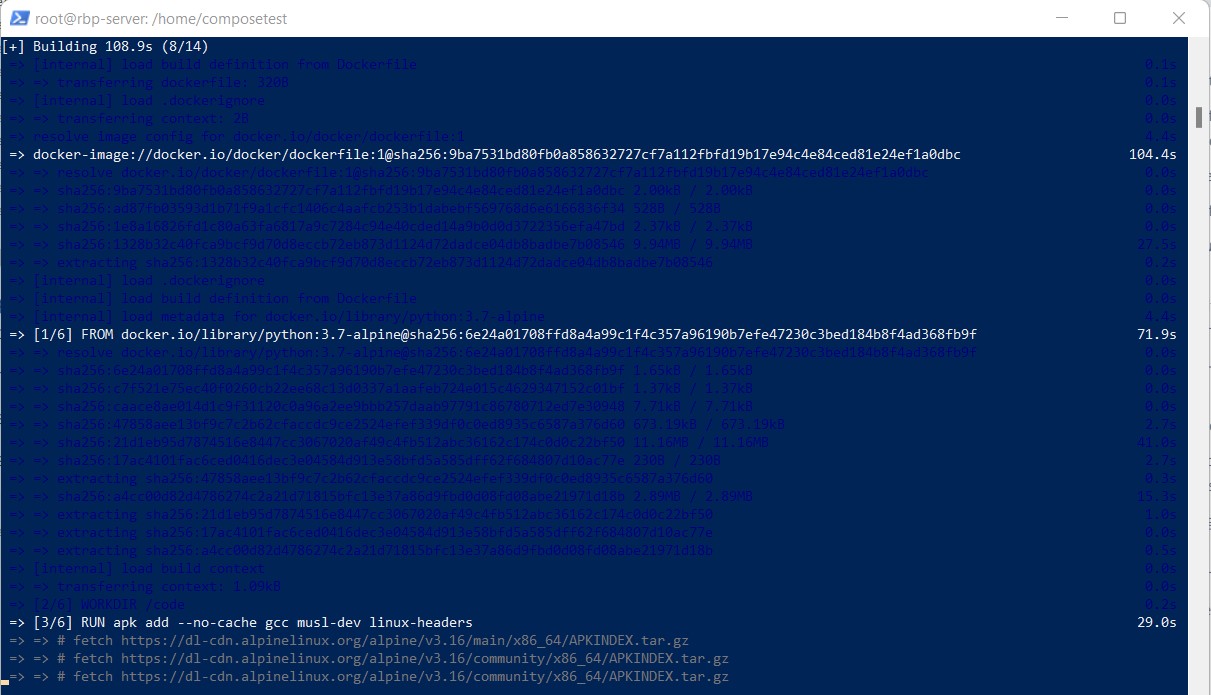 root@rbp-server: /home/composetest
[+] Building 108.9s (8/14)
=> [internal] load build definition from Dockerfile 0.1s
=> => transferring dockerfile: 320B 0.1s
=> [internal] load .dockerignore 0.0s
=> => transferring context: 2B 0.0s
=> resolve image config for docker.io/docker/dockerfile:1 4.4s
=> docker-image://docker.io/docker/dockerfile:1@sha256:9ba7531bd80fb0a858632727cf7a112fbfd19b17e94c4e84ced81e24ef1a0dbc 104.4s
=> => resolve docker.io/docker/dockerfile:1@sha256:9ba7531bd80fb0a858632727cf7a112fbfd19b17e94c4e84ced81e24ef1a0dbc 0.0s
=> => sha256:9ba7531bd80fb0a858632727cf7a112fbfd19b17e94c4e84ced81e24ef1a0dbc 2.00kB / 2.00kB 0.0s
=> => sha256:ad87fb03593d1b71f9a1cfc1406c4aafcb253b1dabebf569768d6e6166836f34 528B / 528B 0.0s
=> => sha256:1e8a16826fd1c80a63fa6817a9c7284c94e40cded14a9b0d0d3722356efa47bd 2.37kB / 2.37kB 0.0s
=> => sha256:1328b32c40fca9bcf9d70d8eccb72eb873d1124d72dadce04db8badbe7b08546 9.94MB / 9.94MB 27.5s
=> => extracting sha256:1328b32c40fca9bcf9d70d8eccb72eb873d1124d72dadce04db8badbe7b08546 0.2s
=> [internal] load .dockerignore 0.0s
=> [internal] load build definition from Dockerfile 0.0s
=> [internal] load metadata for docker.io/library/python:3.7-alpine 4.4s
=> [1/6] FROM docker.io/library/python:3.7-alpine@sha256:6e24a01708ffd8a4a99c1f4c357a96190b7efe47230c3bed184b8f4ad368fb9f 71.9s
=> => resolve docker.io/library/python:3.7-alpine@sha256:6e24a01708ffd8a4a99c1f4c357a96190b7efe47230c3bed184b8f4ad368fb9f 0.0s
=> => sha256:6e24a01708ffd8a4a99c1f4c357a96190b7efe47230c3bed184b8f4ad368fb9f 1.65kB / 1.65kB 0.0s
=> => sha256:c7f521e75ec40f0260cb22ee68c13d0337a1aafeb724e015c4629347152c01bf 1.37kB / 1.37kB 0.0s
=> => sha256:caace8ae014d1c9f31120c0a96a2ee9bbb257daab97791c86780712ed7e30948 7.71kB / 7.71kB 0.0s
=> => sha256:47858aee13bf9c7c2b62cfaccdc9ce2524efef339df0c0ed8935c6587a376d60 673.19kB / 673.19kB 2.7s
=> => sha256:21d1eb95d7874516e8447cc3067020af49c4fb512abc36162c174c0d0c22bf50 11.16MB / 11.16MB 41.0s
=> => sha256:17ac4101fac6ced0416dec3e04584d913e58bfd5a585dff62f684807d10ac77e 230B / 230B 2.7s
=> => extracting sha256:47858aee13bf9c7c2b62cfaccdc9ce2524efef339df0c0ed8935c6587a376d60 0.3s
=> => sha256:a4cc00d82d4786274c2a21d71815bfc13e37a86d9fbd0d08fd08abe21971d18b 2.89MB / 2.89MB 15.3s
=> => extracting sha256:21d1eb95d7874516e8447cc3067020af49c4fb512abc36162c174c0d0c22bf50 1.0s
=> => extracting sha256:17ac4101fac6ced0416dec3e04584d913e58bfd5a585dff62f684807d10ac77e 0.0s
=> => extracting sha256:a4cc00d82d4786274c2a21d71815bfc13e37a86d9fbd0d08fd08abe21971d18b 0.5s
=> [internal] load build context 0.0s
=> => transferring context: 1.09kB 0.0s
=> [2/6] WORKDIR /code 0.2s
=> [3/6] RUN apk add --no-cache gcc musl-dev linux-headers 29.0s
=> => # fetch https://dl-cdn.alpinelinux.org/alpine/v3.16/main/x86_64/APKINDEX.tar.gz
=> => # fetch https://dl-cdn.alpinelinux.org/alpine/v3.16/community/x86_64/APKINDEX.tar.gz
=> => # fetch https://dl-cdn.alpinelinux.org/alpine/v3.16/community/x86_64/APKINDEX.tar.gz